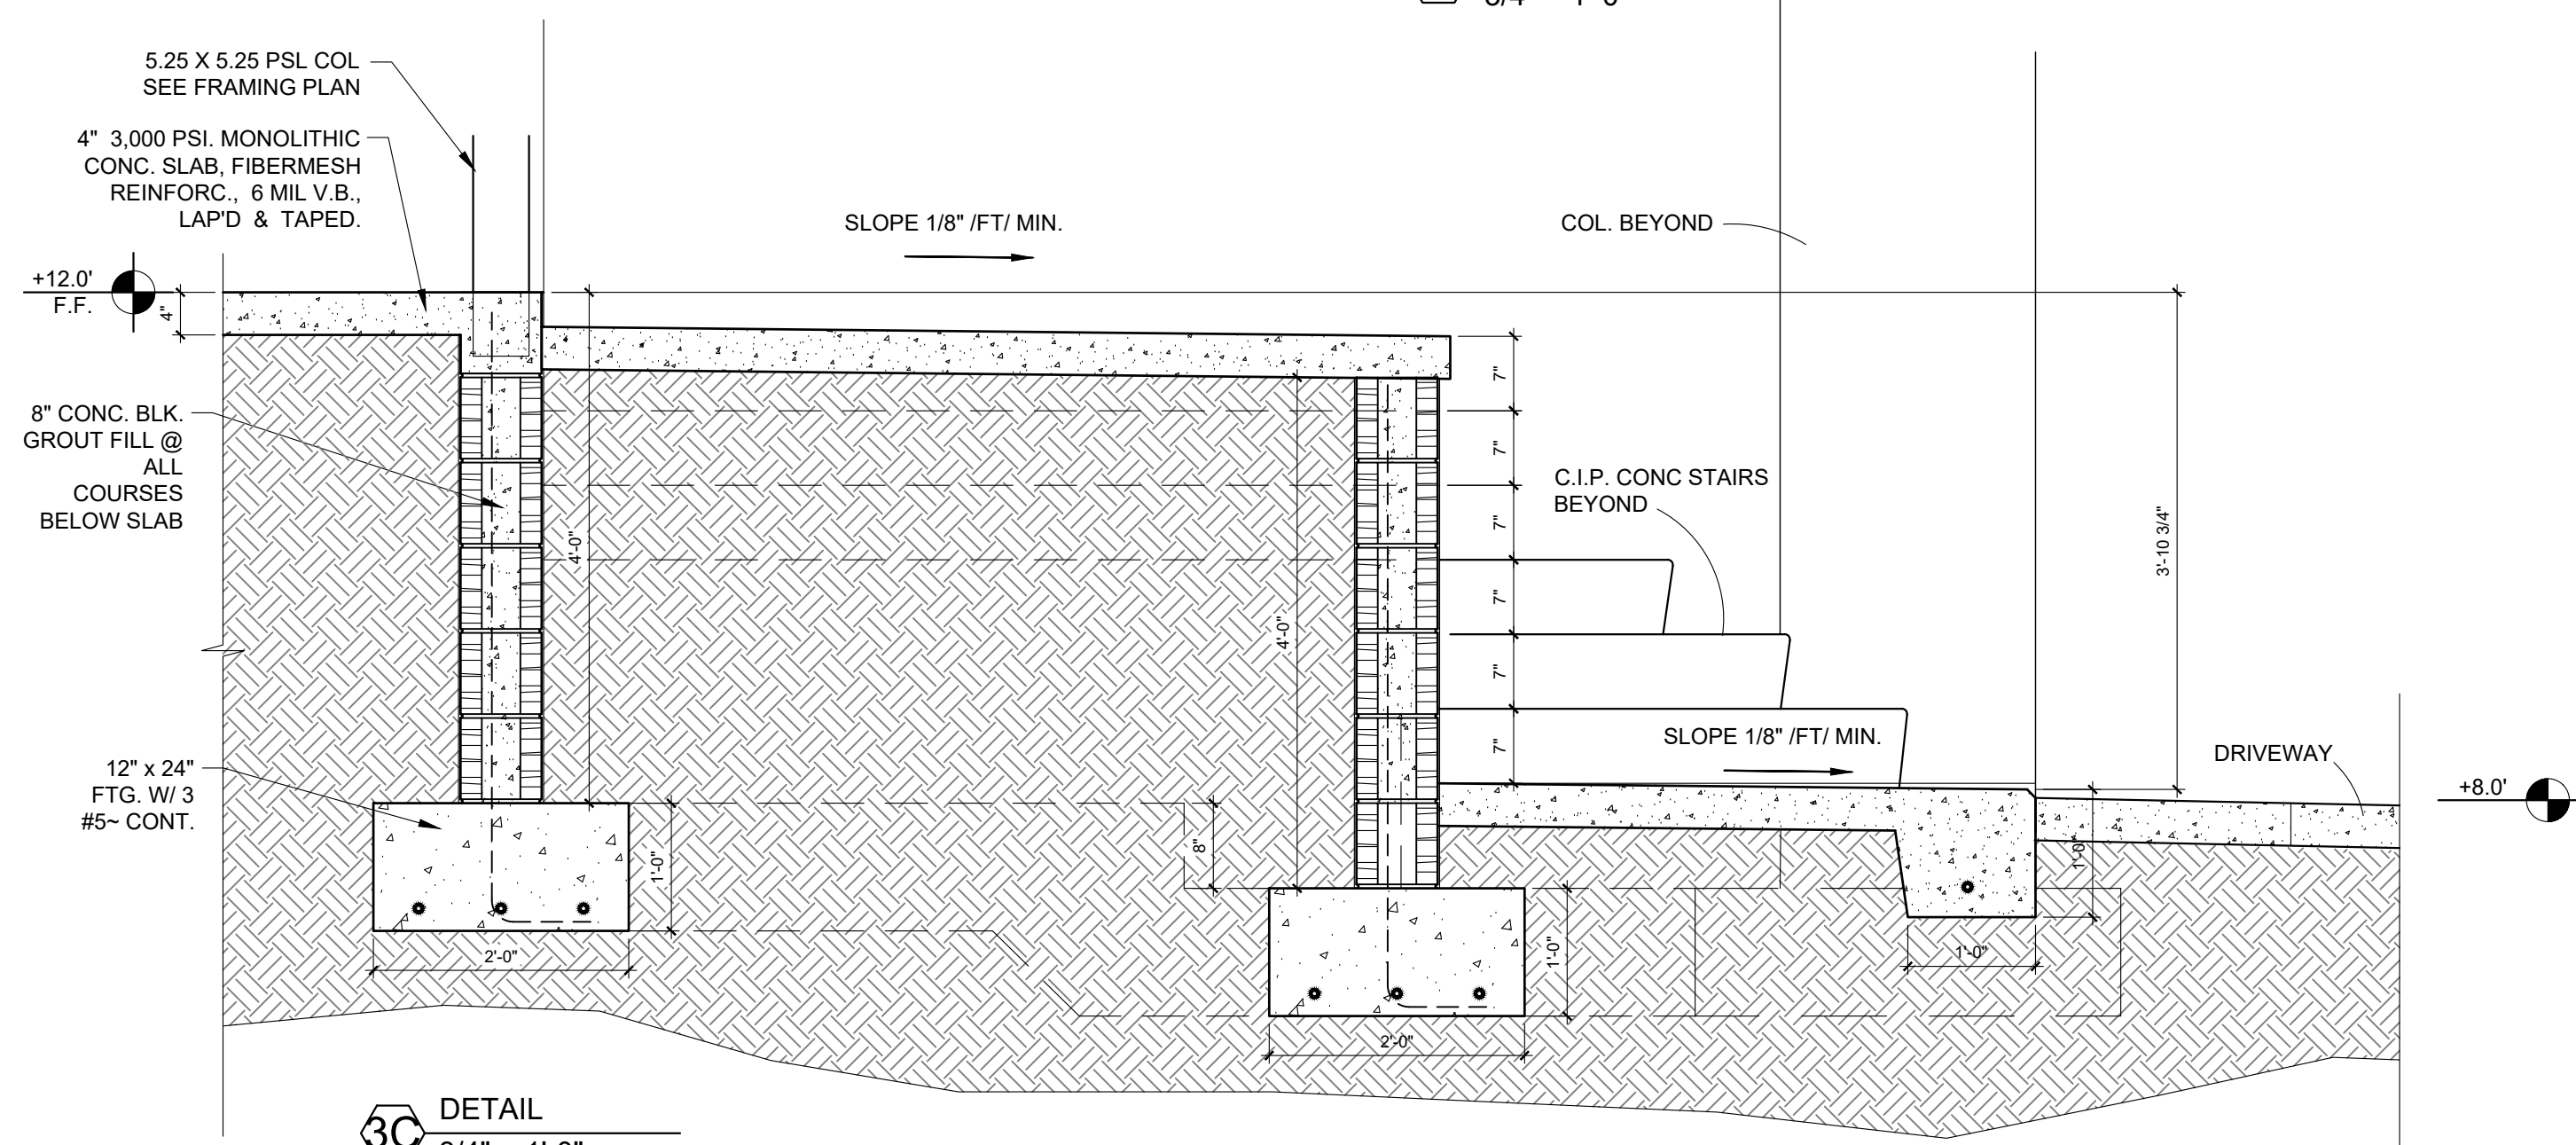 5.25 X 5.25 PSL COL
SEE FRAMING PLAN
4" 3,000 PSI. MONOLITHIC
CONC. SLAB, FIBERMESH
REINFORC., 6 MIL V.B.,
LAP'D & TAPED.
SLOPE 1/8" /FT/ MIN.
COL. BEYOND
+12.0'
F.F.
4"
8" CONC. BLK.
GROUT FILL @
ALL
COURSES
BELOW SLAB
4'-0"
4'-0"
7"
7"
7"
7"
7"
7"
C.I.P. CONC STAIRS
BEYOND
3'-10 3/4"
SLOPE 1/8" /FT/ MIN.
DRIVEWAY
+8.0'
12" x 24"
FTG. W/ 3
#5~ CONT.
1'-0"
2'-0"
8"
1'-0"
2'-0"
1'-0"
1'-0"
3C
DETAIL